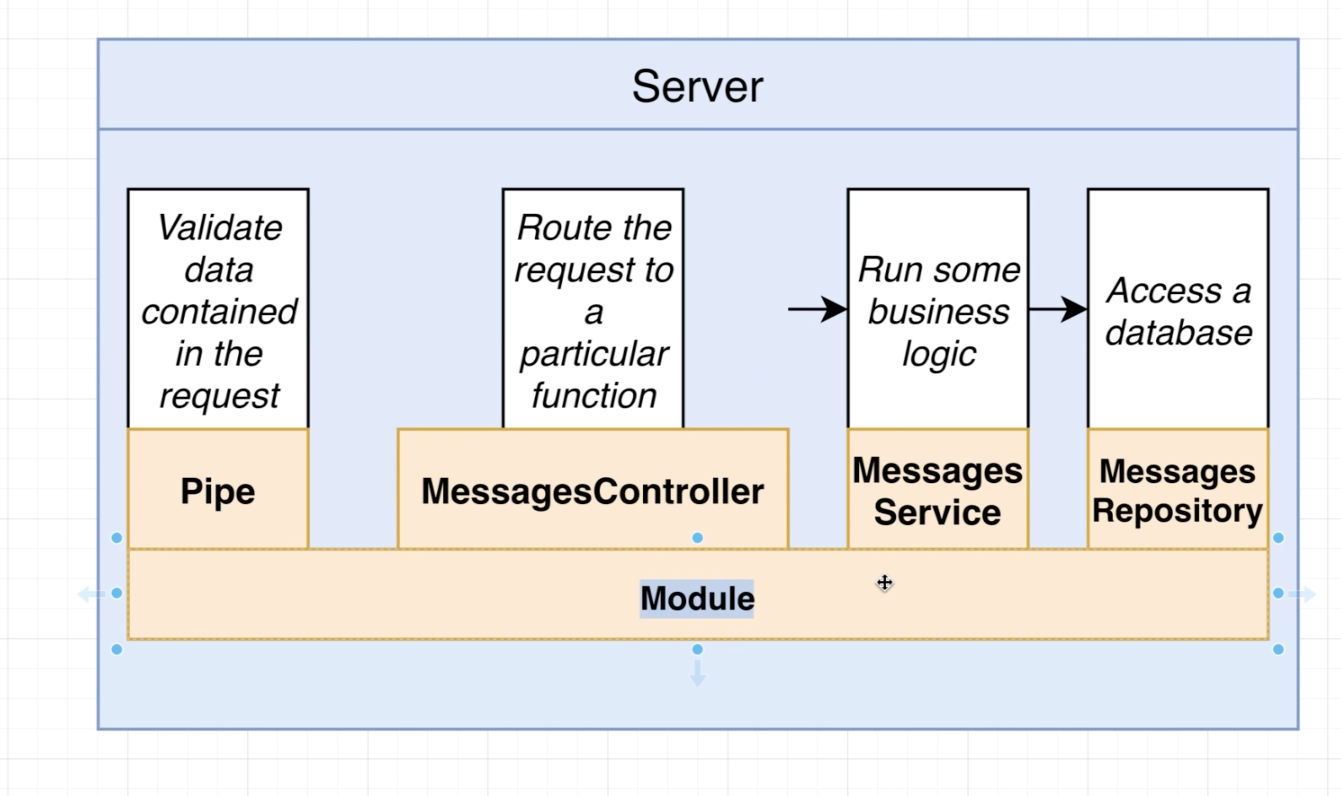 Server
Validate
data
contained
in the
request
Route the
request to
a
particular
function
Run some
business
logic
Access a
database
Pipe
MessagesController
Messages
Service
Messages
Repository
Module